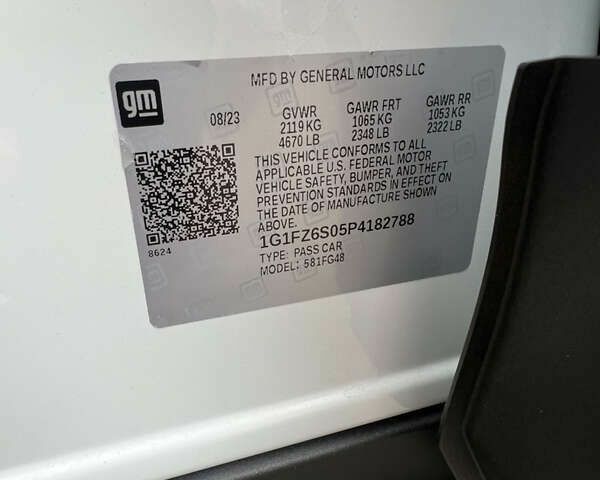 MFD BY GENERAL MOTORS LLC
gm
08/23 GVWR GAWR FRT GAWR RR
2119 KG 1065 KG 1053 KG
4670 LB 2348 LB 2322 LB
THIS VEHICLE CONFORMS TO ALL
APPLICABLE U.S. FEDERAL MOTOR
VEHICLE SAFETY, BUMPER, AND THEFT
PREVENTION STANDARDS IN EFFECT ON
THE DATE OF MANUFACTURE SHOWN
ABOVE.
1G1FZ6S05P4182788
8624
TYPE: PASS CAR
MODEL: 581FG48